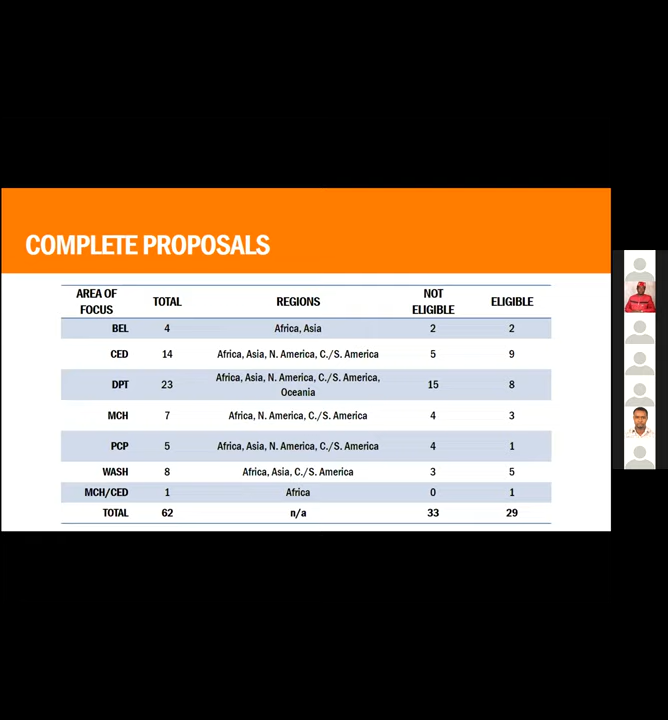 COMPLETE PROPOSALS
AREA OF FOCUS TOTAL REGIONS NOT ELIGIBLE ELIGIBLE
BEL 4 Africa, Asia 2 2
CED 14 Africa, Asia, N. America, C./S. America 5 9
DPT 23 Africa, Asia, N. America, C./S. America, Oceania 15 8
MCH 7 Africa, N. America, C./S. America 4 3
PCP 5 Africa, Asia, N. America, C./S. America 4 1
WASH 8 Africa, Asia, C./S. America 3 5
MCH/CED 1 Africa 0 1
TOTAL 62 n/a 33 29